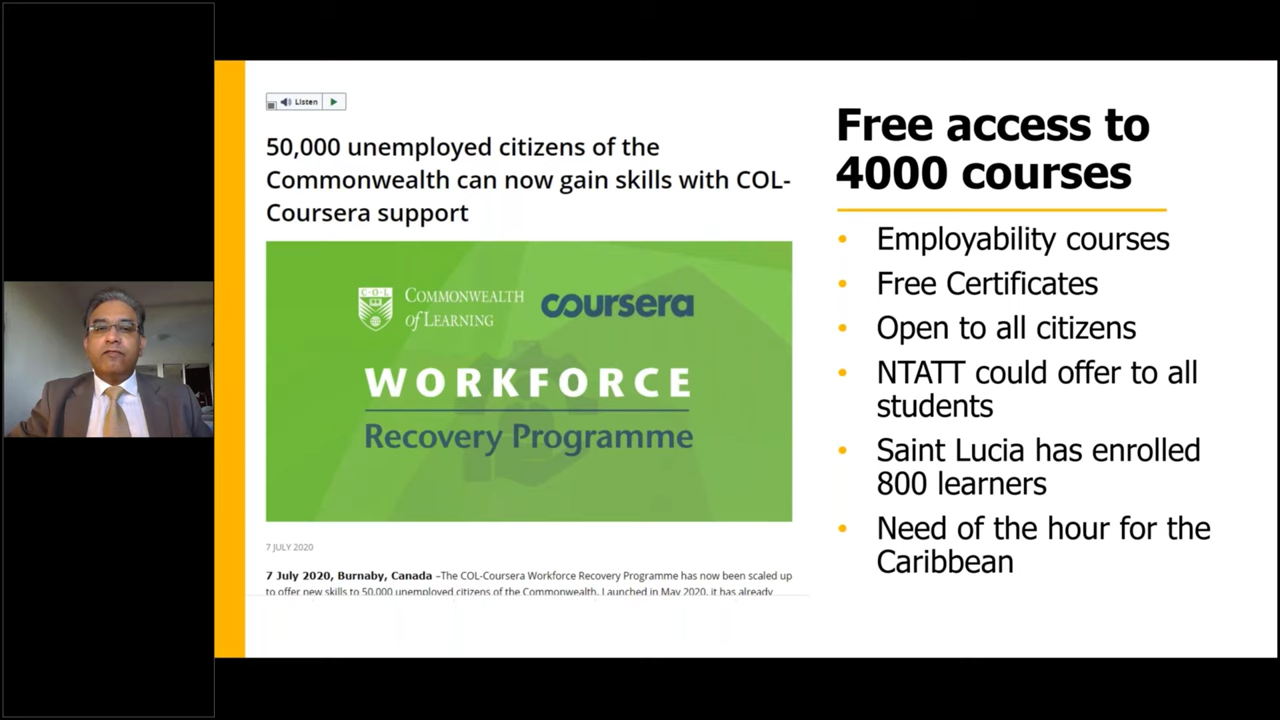 Listen
50,000 unemployed citizens of the
Commonwealth can now gain skills with COL-
Coursera support
C·O·L
COMMONWEALTH
of LEARNING
coursera
WORKFORCE
Recovery Programme
7 JULY 2020
7 July 2020, Burnaby, Canada –The COL-Coursera Workforce Recovery Programme has now been scaled up
to offer new skills to 50,000 unemployed citizens of the Commonwealth. Launched in May 2020, it has already
Free access to
4000 courses
• Employability courses
• Free Certificates
• Open to all citizens
• NTATT could offer to all
students
• Saint Lucia has enrolled
800 learners
• Need of the hour for the
Caribbean